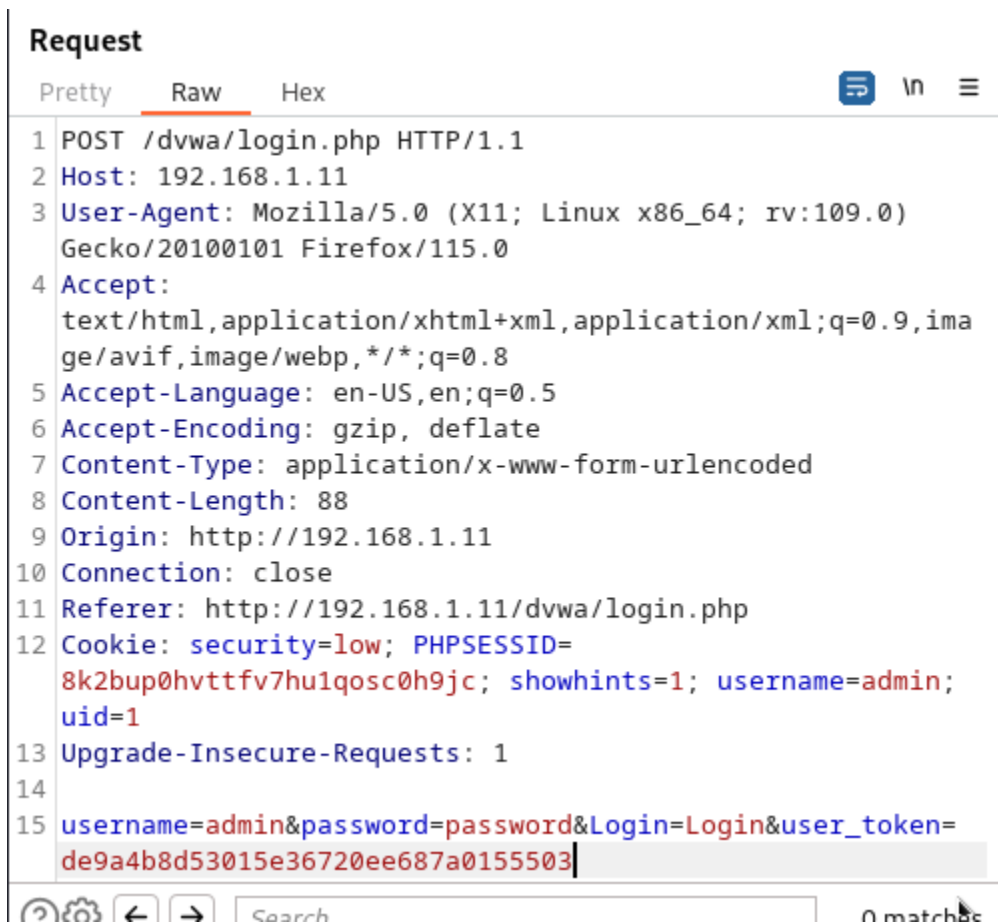 Request
Pretty Raw Hex \n
1 POST /dvwa/login.php HTTP/1.1
2 Host: 192.168.1.11
3 User-Agent: Mozilla/5.0 (X11; Linux x86_64; rv:109.0)
Gecko/20100101 Firefox/115.0
4 Accept:
text/html,application/xhtml+xml,application/xml;q=0.9,ima
ge/avif,image/webp,*/*;q=0.8
5 Accept-Language: en-US,en;q=0.5
6 Accept-Encoding: gzip, deflate
7 Content-Type: application/x-www-form-urlencoded
8 Content-Length: 88
9 Origin: http://192.168.1.11
10 Connection: close
11 Referer: http://192.168.1.11/dvwa/login.php
12 Cookie: security=low; PHPSESSID=
8k2bup0hvttfv7hu1qosc0h9jc; showhints=1; username=admin;
uid=1
13 Upgrade-Insecure-Requests: 1
14
15 username=admin&password=password&Login=Login&user_token=
de9a4b8d53015e36720ee687a0155503
Search 0 matches